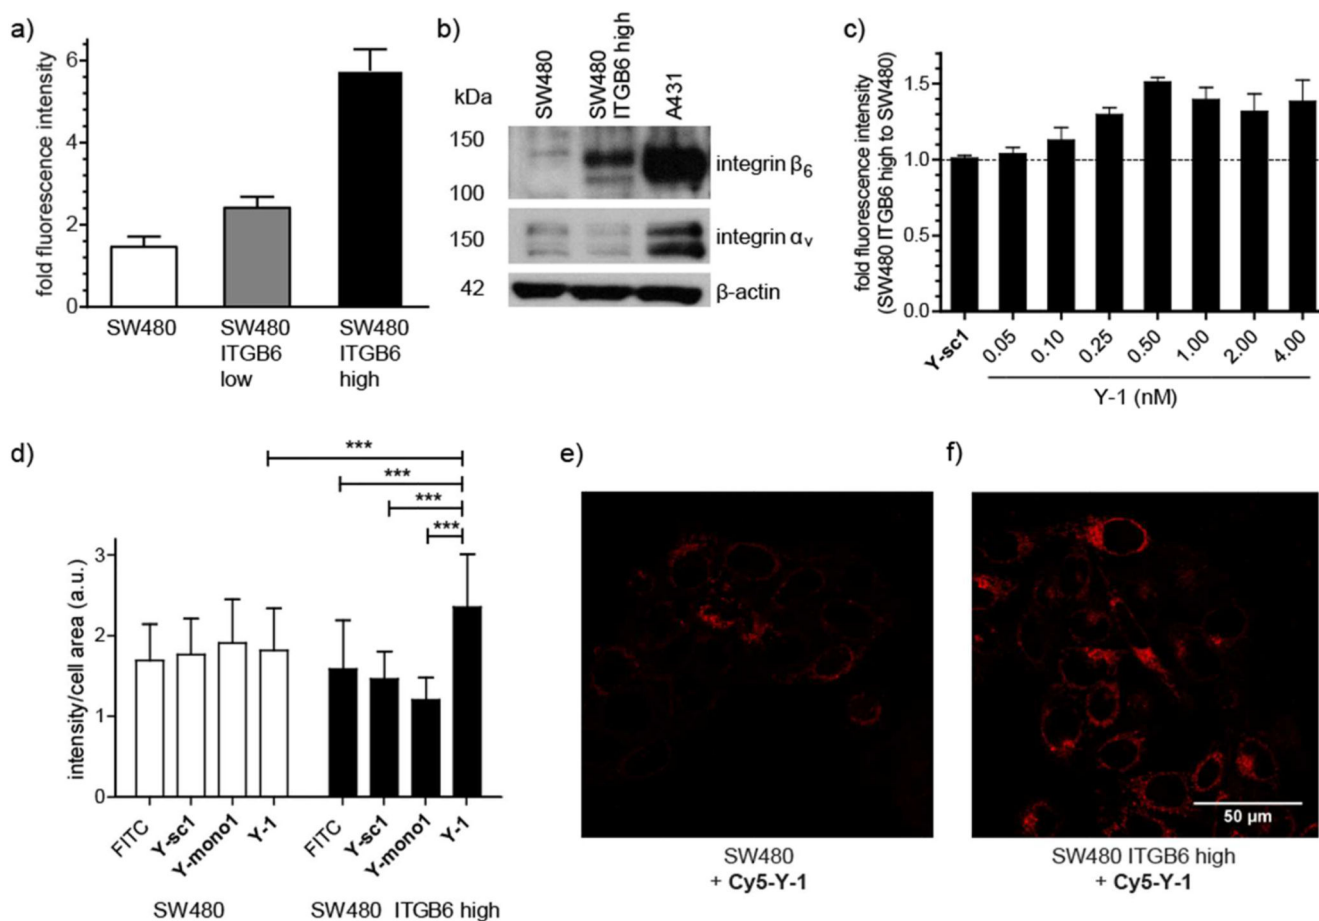 a)
fold fluorescence intensity
6
4
2
0
SW480
SW480
ITGB6
low
SW480
ITGB6
high
b)
kDa
SW480
SW480
ITGB6 high
A431
150
100
integrin β₆
150
integrin αᵥ
42
β-actin
c)
fold fluorescence intensity
(SW480 ITGB6 high to SW480)
1.5
1.0
0.5
0.0
Y-sc1
0.05
0.10
0.25
0.50
1.00
2.00
4.00
Y-1 (nM)
d)
***
***
***
***
intensity/cell area (a.u.)
3
2
1
0
FITC
Y-sc1
Y-mono1
Y-1
FITC
Y-sc1
Y-mono1
Y-1
SW480
SW480 ITGB6 high
e)
SW480
+ Cy5-Y-1
f)
50 µm
SW480 ITGB6 high
+ Cy5-Y-1